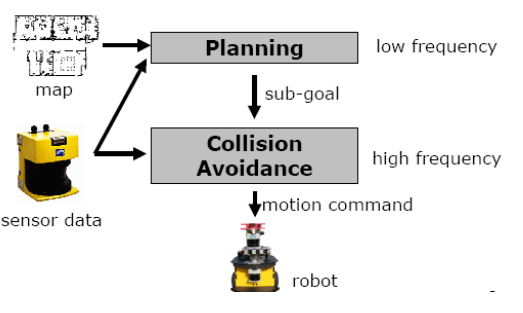 Planning
low frequency
map
sub-goal
Collision
Avoidance
high frequency
sensor data
motion command
robot